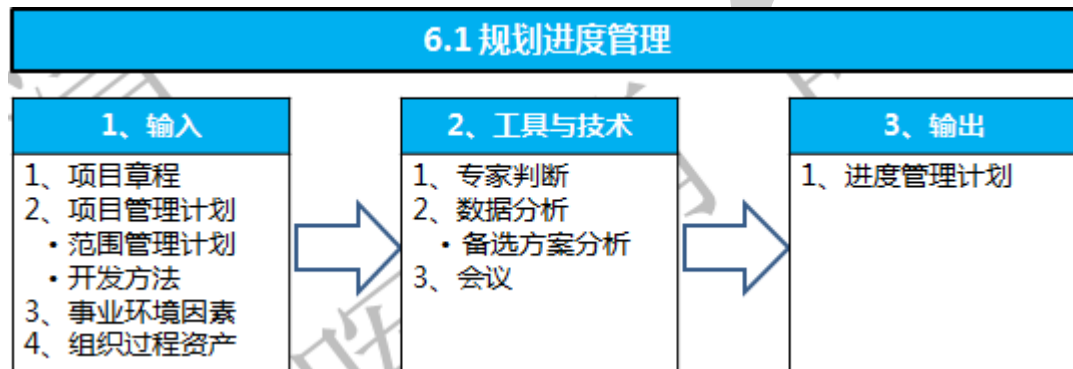 6.1 规划进度管理
1、输入
1、项目章程
2、项目管理计划
• 范围管理计划
• 开发方法
3、事业环境因素
4、组织过程资产
2、工具与技术
1、专家判断
2、数据分析
• 备选方案分析
3、会议
3、输出
1、进度管理计划